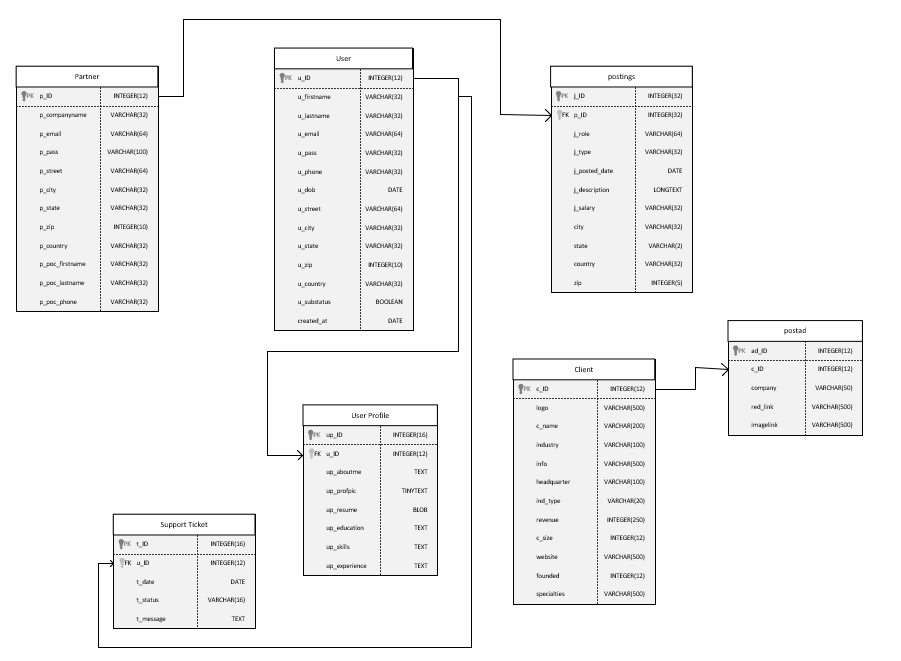 Partner
PK p_ID INTEGER(12)
p_companyname VARCHAR(32)
p_email VARCHAR(64)
p_pass VARCHAR(100)
p_street VARCHAR(64)
p_city VARCHAR(32)
p_state VARCHAR(32)
p_zip INTEGER(10)
p_country VARCHAR(32)
p_poc_firstname VARCHAR(32)
p_poc_lastname VARCHAR(32)
p_poc_phone VARCHAR(32)
User
PK u_ID INTEGER(12)
u_firstname VARCHAR(32)
u_lastname VARCHAR(32)
u_email VARCHAR(64)
u_pass VARCHAR(32)
u_phone VARCHAR(32)
u_dob DATE
u_street VARCHAR(64)
u_city VARCHAR(32)
u_state VARCHAR(32)
u_zip INTEGER(10)
u_country VARCHAR(32)
u_substatus BOOLEAN
created_at DATE
postings
PK j_ID INTEGER(32)
FK p_ID INTEGER(32)
j_role VARCHAR(64)
j_type VARCHAR(32)
j_posted_date DATE
j_description LONGTEXT
j_salary VARCHAR(32)
city VARCHAR(32)
state VARCHAR(2)
country VARCHAR(32)
zip INTEGER(5)
postad
PK ad_ID INTEGER(12)
c_ID INTEGER(12)
company VARCHAR(50)
red_link VARCHAR(500)
imagelink VARCHAR(500)
Client
PK c_ID INTEGER(12)
logo VARCHAR(500)
c_name VARCHAR(200)
industry VARCHAR(100)
info VARCHAR(500)
headquarter VARCHAR(100)
ind_type VARCHAR(20)
revenue INTEGER(250)
c_size INTEGER(12)
website VARCHAR(500)
founded INTEGER(12)
specialties VARCHAR(500)
User Profile
PK up_ID INTEGER(16)
FK u_ID INTEGER(12)
up_aboutme TEXT
up_profpic TINYTEXT
up_resume BLOB
up_education TEXT
up_skills TEXT
up_experience TEXT
Support Ticket
PK t_ID INTEGER(16)
FK u_ID INTEGER(12)
t_date DATE
t_status VARCHAR(16)
t_message TEXT